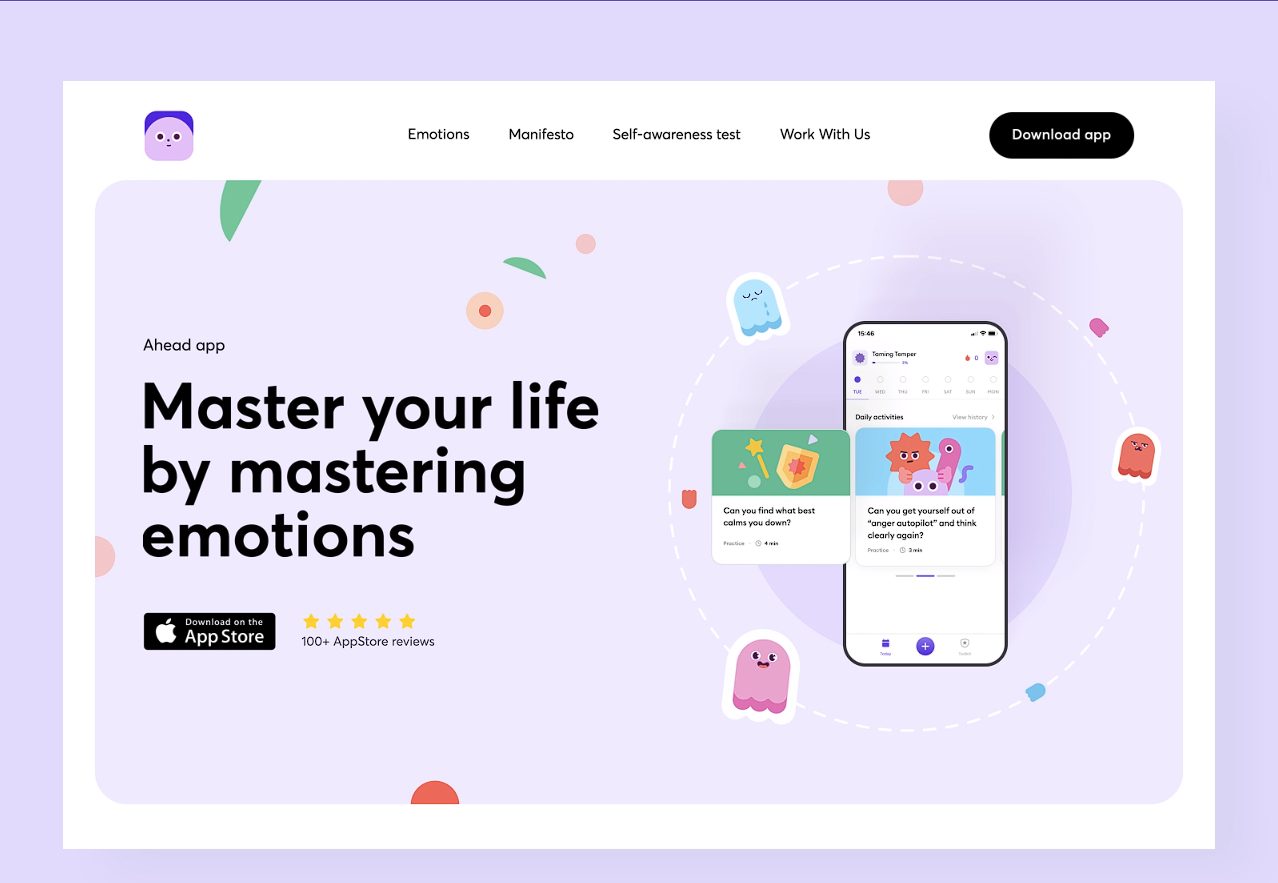 Emotions
Manifesto
Self-awareness test
Work With Us
Download app
Ahead app
Master your life
by mastering
emotions
Download on the
App Store
100+ AppStore reviews
15:46
Taming Temper
0
TUE WED THU FRI SAT SUN MON
Daily activities
View history
Can you find what best
calms you down?
Practice · 4 min
Can you get yourself out of
“anger autopilot” and think
clearly again?
Practice · 3 min
Today